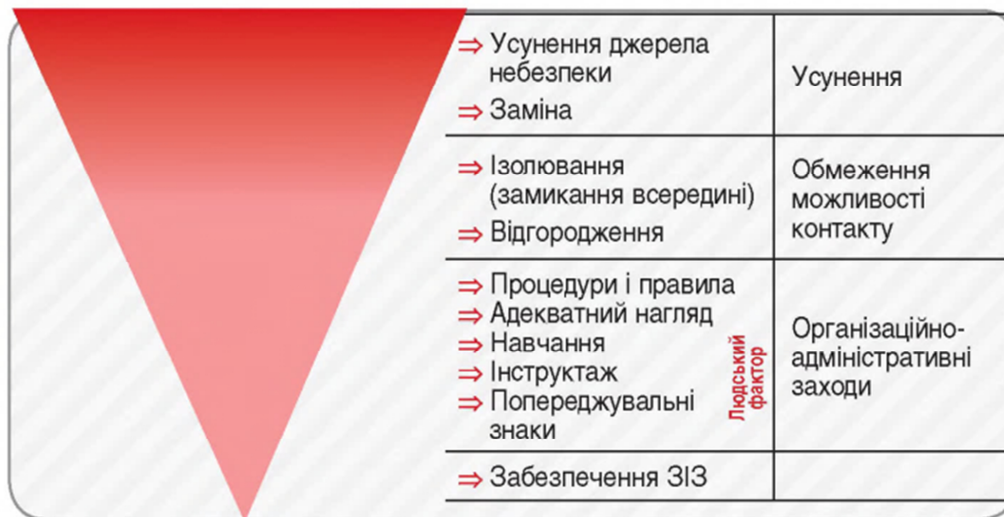 ⇒ Усунення джерела
небезпеки
⇒ Заміна
Усунення
⇒ Ізолювання
(замикання всередині)
⇒ Відгородження
Обмеження
можливості
контакту
⇒ Процедури і правила
⇒ Адекватний нагляд
⇒ Навчання
⇒ Інструктаж
⇒ Попереджувальні
знаки
Людський
фактор
Організаційно-
адміністративні
заходи
⇒ Забезпечення ЗІЗ